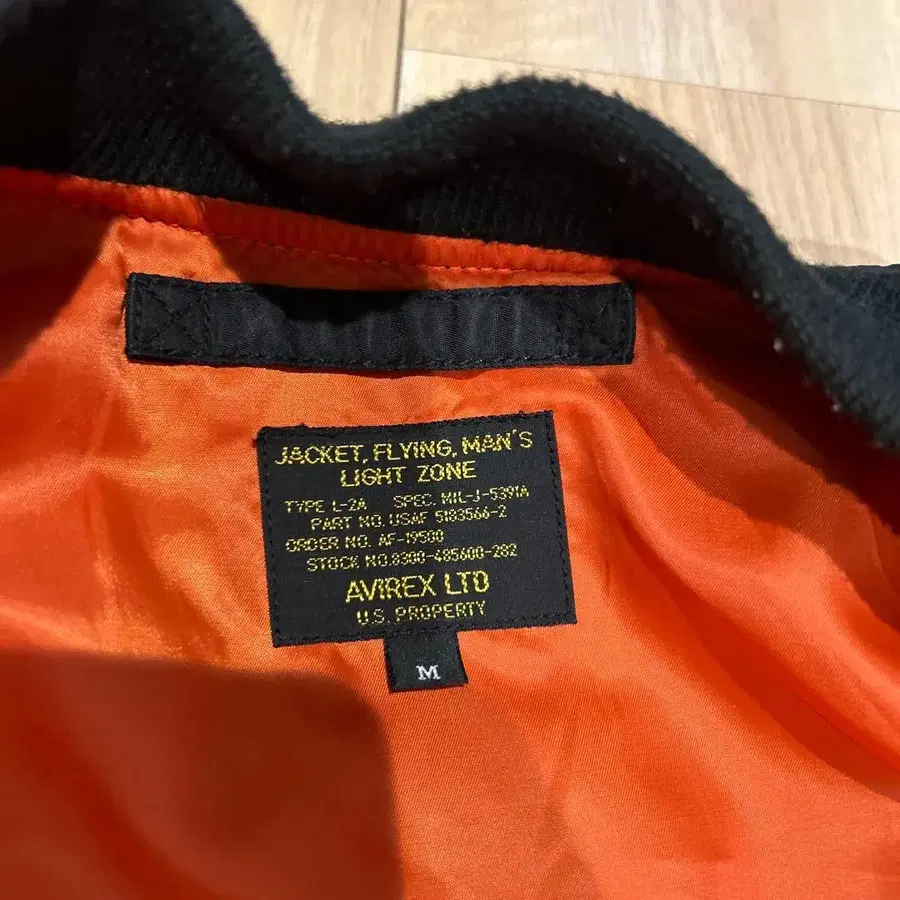 JACKET, FLYING, MAN'S
LIGHT ZONE
TYPE L-2A SPEC. MIL-J-5391A
PART NO. USAF 5183566-2
ORDER NO. AF-19500
STOCK NO.8300-485600-282
AVIREX LTD
U.S. PROPERTY
M